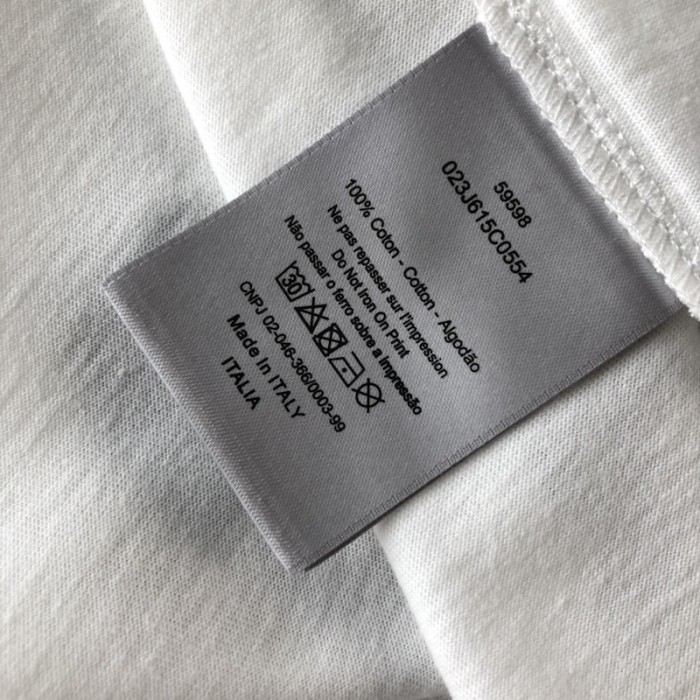 59598
023J615C0554
100% Coton - Cotton - Algodão
Ne pas repasser sur l'impression
Do Not Iron On Print
Não passar o ferro sobre a impressão
30
CNPJ 02-046-366/0003-99
Made In ITALY
ITALIA